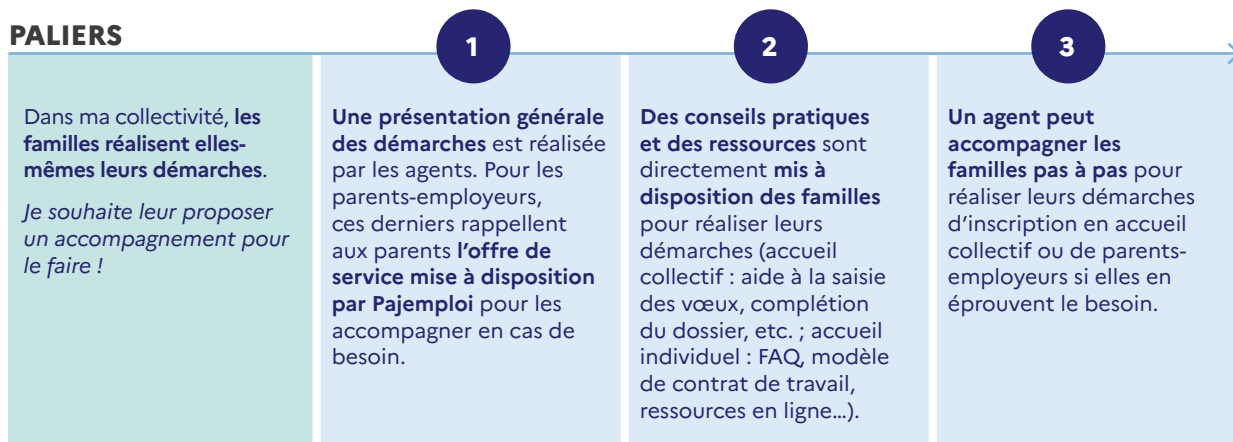 PALIERS
1
2
3
Dans ma collectivité, les
familles réalisent elles-
mêmes leurs démarches.
Je souhaite leur proposer
un accompagnement pour
le faire !
Une présentation générale
des démarches est réalisée
par les agents. Pour les
parents-employeurs,
ces derniers rappellent
aux parents l’offre de
service mise à disposition
par Pajemploi pour les
accompagner en cas de
besoin.
Des conseils pratiques
et des ressources sont
directement mis à
disposition des familles
pour réaliser leurs
démarches (accueil
collectif : aide à la saisie
des vœux, complétion
du dossier, etc. ; accueil
individuel : FAQ, modèle
de contrat de travail,
ressources en ligne…).
Un agent peut
accompagner les
familles pas à pas pour
réaliser leurs démarches
d’inscription en accueil
collectif ou de parents-
employeurs si elles en
éprouvent le besoin.